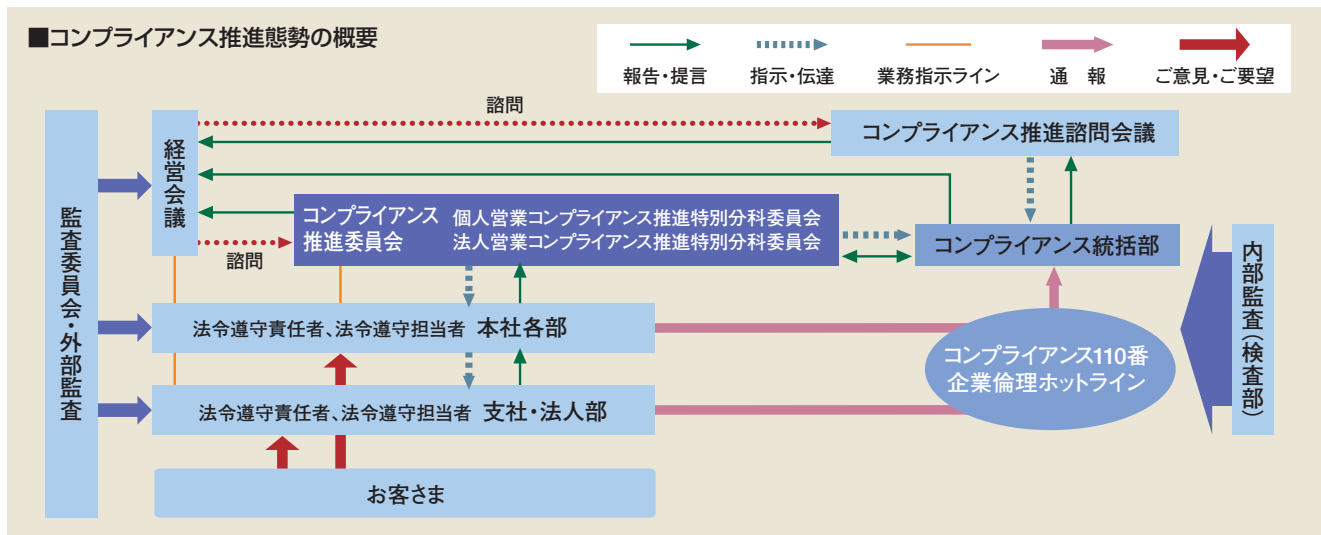 ■コンプライアンス推進態勢の概要
報告・提言
指示・伝達
業務指示ライン
通　報
ご意見・ご要望
諮問
コンプライアンス推進諮問会議
経営会議
監査委員会・外部監査
コンプライアンス
推進委員会
個人営業コンプライアンス推進特別分科委員会
法人営業コンプライアンス推進特別分科委員会
諮問
コンプライアンス統括部
内部監査（検査部）
法令遵守責任者、法令遵守担当者 本社各部
コンプライアンス110番
企業倫理ホットライン
法令遵守責任者、法令遵守担当者 支社・法人部
お客さま